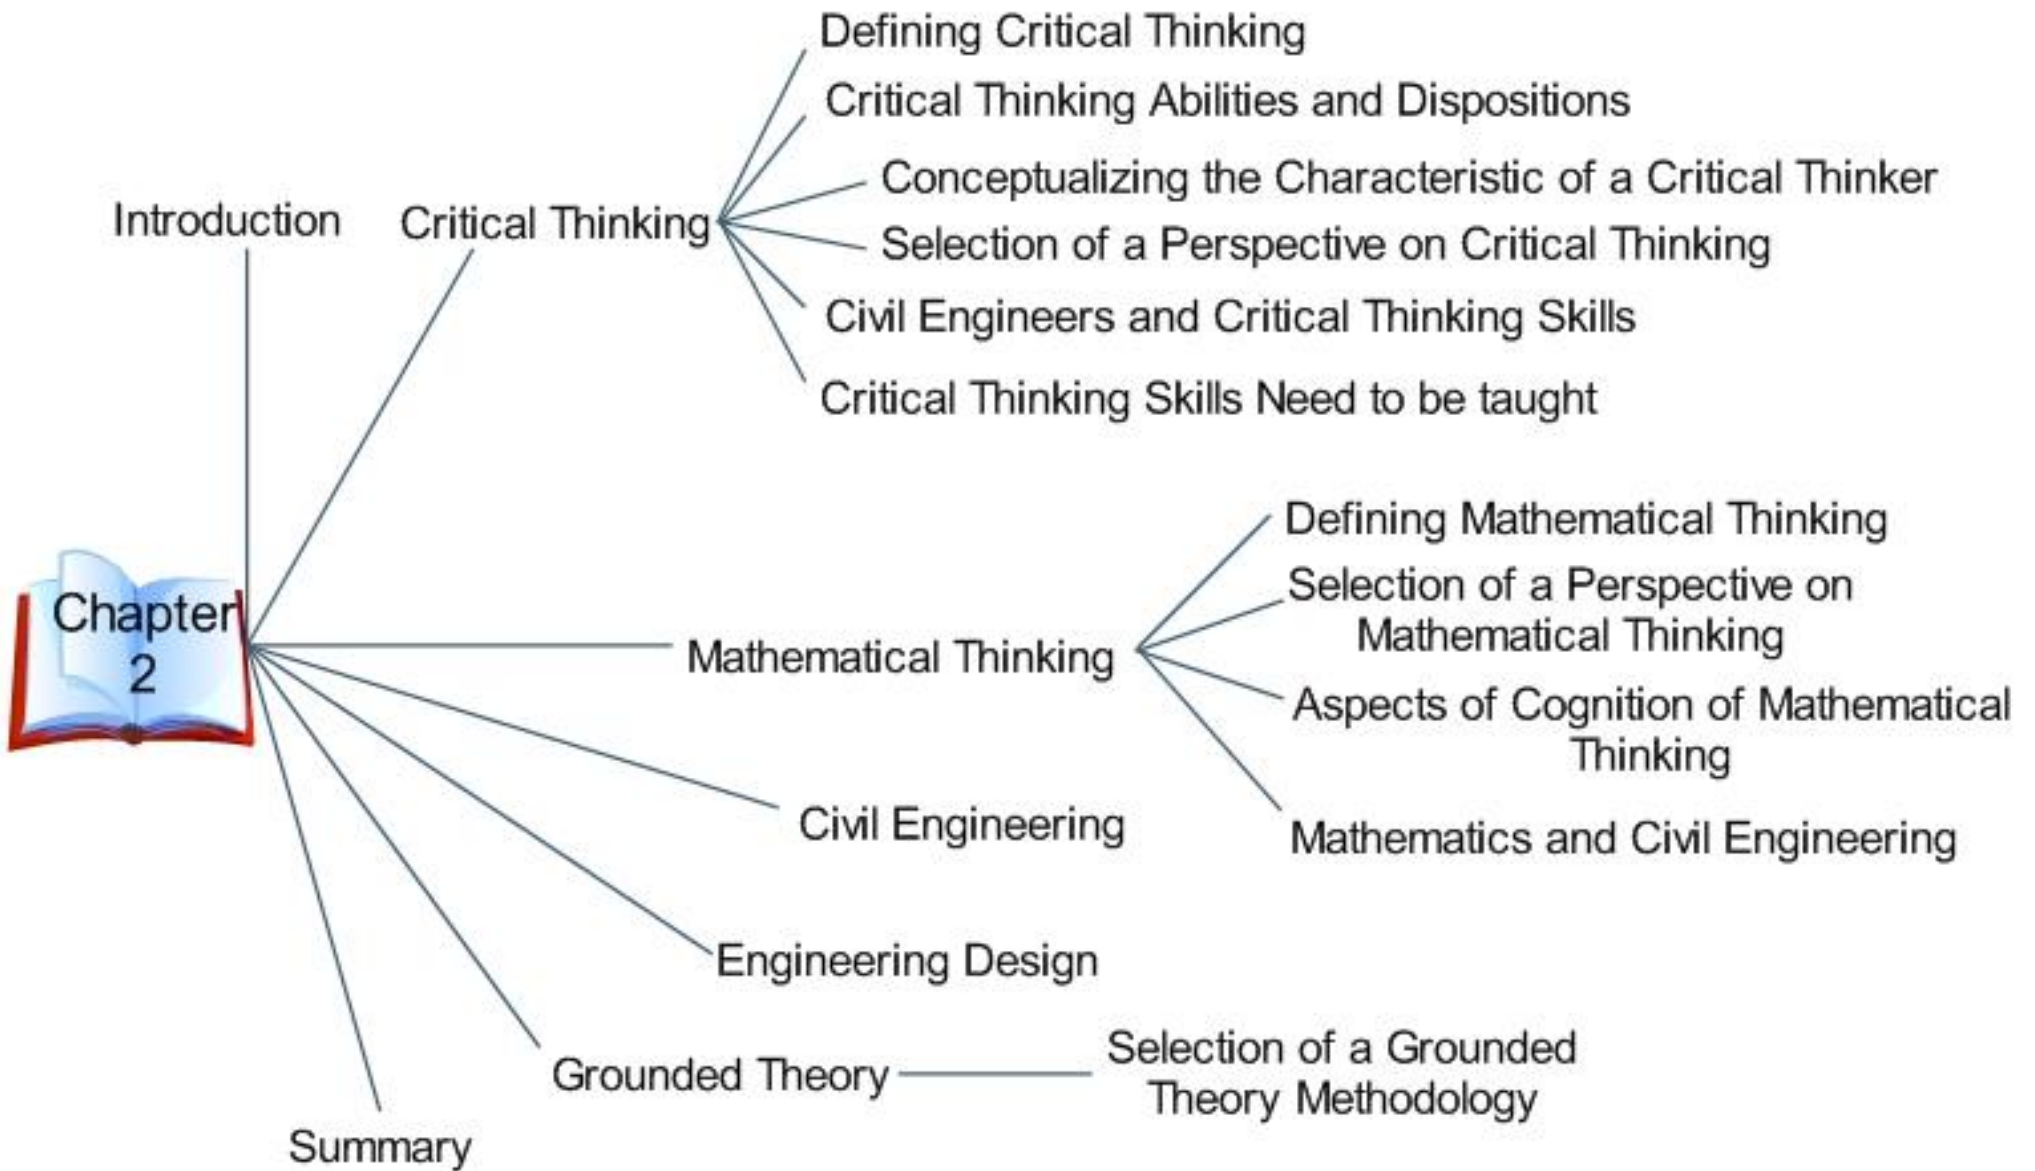 Defining Critical Thinking
Critical Thinking Abilities and Dispositions
Conceptualizing the Characteristic of a Critical Thinker
Introduction
Critical Thinking
Selection of a Perspective on Critical Thinking
Civil Engineers and Critical Thinking Skills
Critical Thinking Skills Need to be taught
Chapter
2
Mathematical Thinking
Defining Mathematical Thinking
Selection of a Perspective on
Mathematical Thinking
Aspects of Cognition of Mathematical
Thinking
Mathematics and Civil Engineering
Civil Engineering
Engineering Design
Grounded Theory
Selection of a Grounded
Theory Methodology
Summary